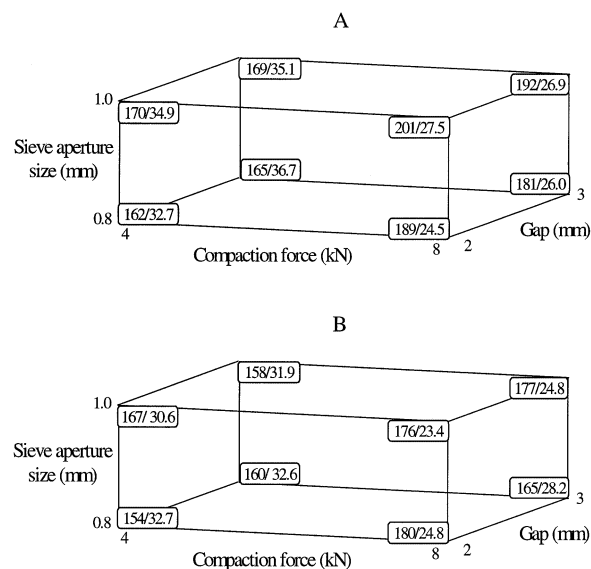 A
169/35.1
192/26.9
1.0
170/34.9
201/27.5
Sieve aperture
size (mm)
165/36.7
181/26.0
3
162/32.7
0.8
4
189/24.5
Gap (mm)
Compaction force (kN)
8
2
B
158/31.9
177/24.8
1.0
167/ 30.6
176/23.4
Sieve aperture
size (mm)
160/ 32.6
165/28.2
3
154/32.7
0.8
4
180/24.8
Gap (mm)
Compaction force (kN)
8
2